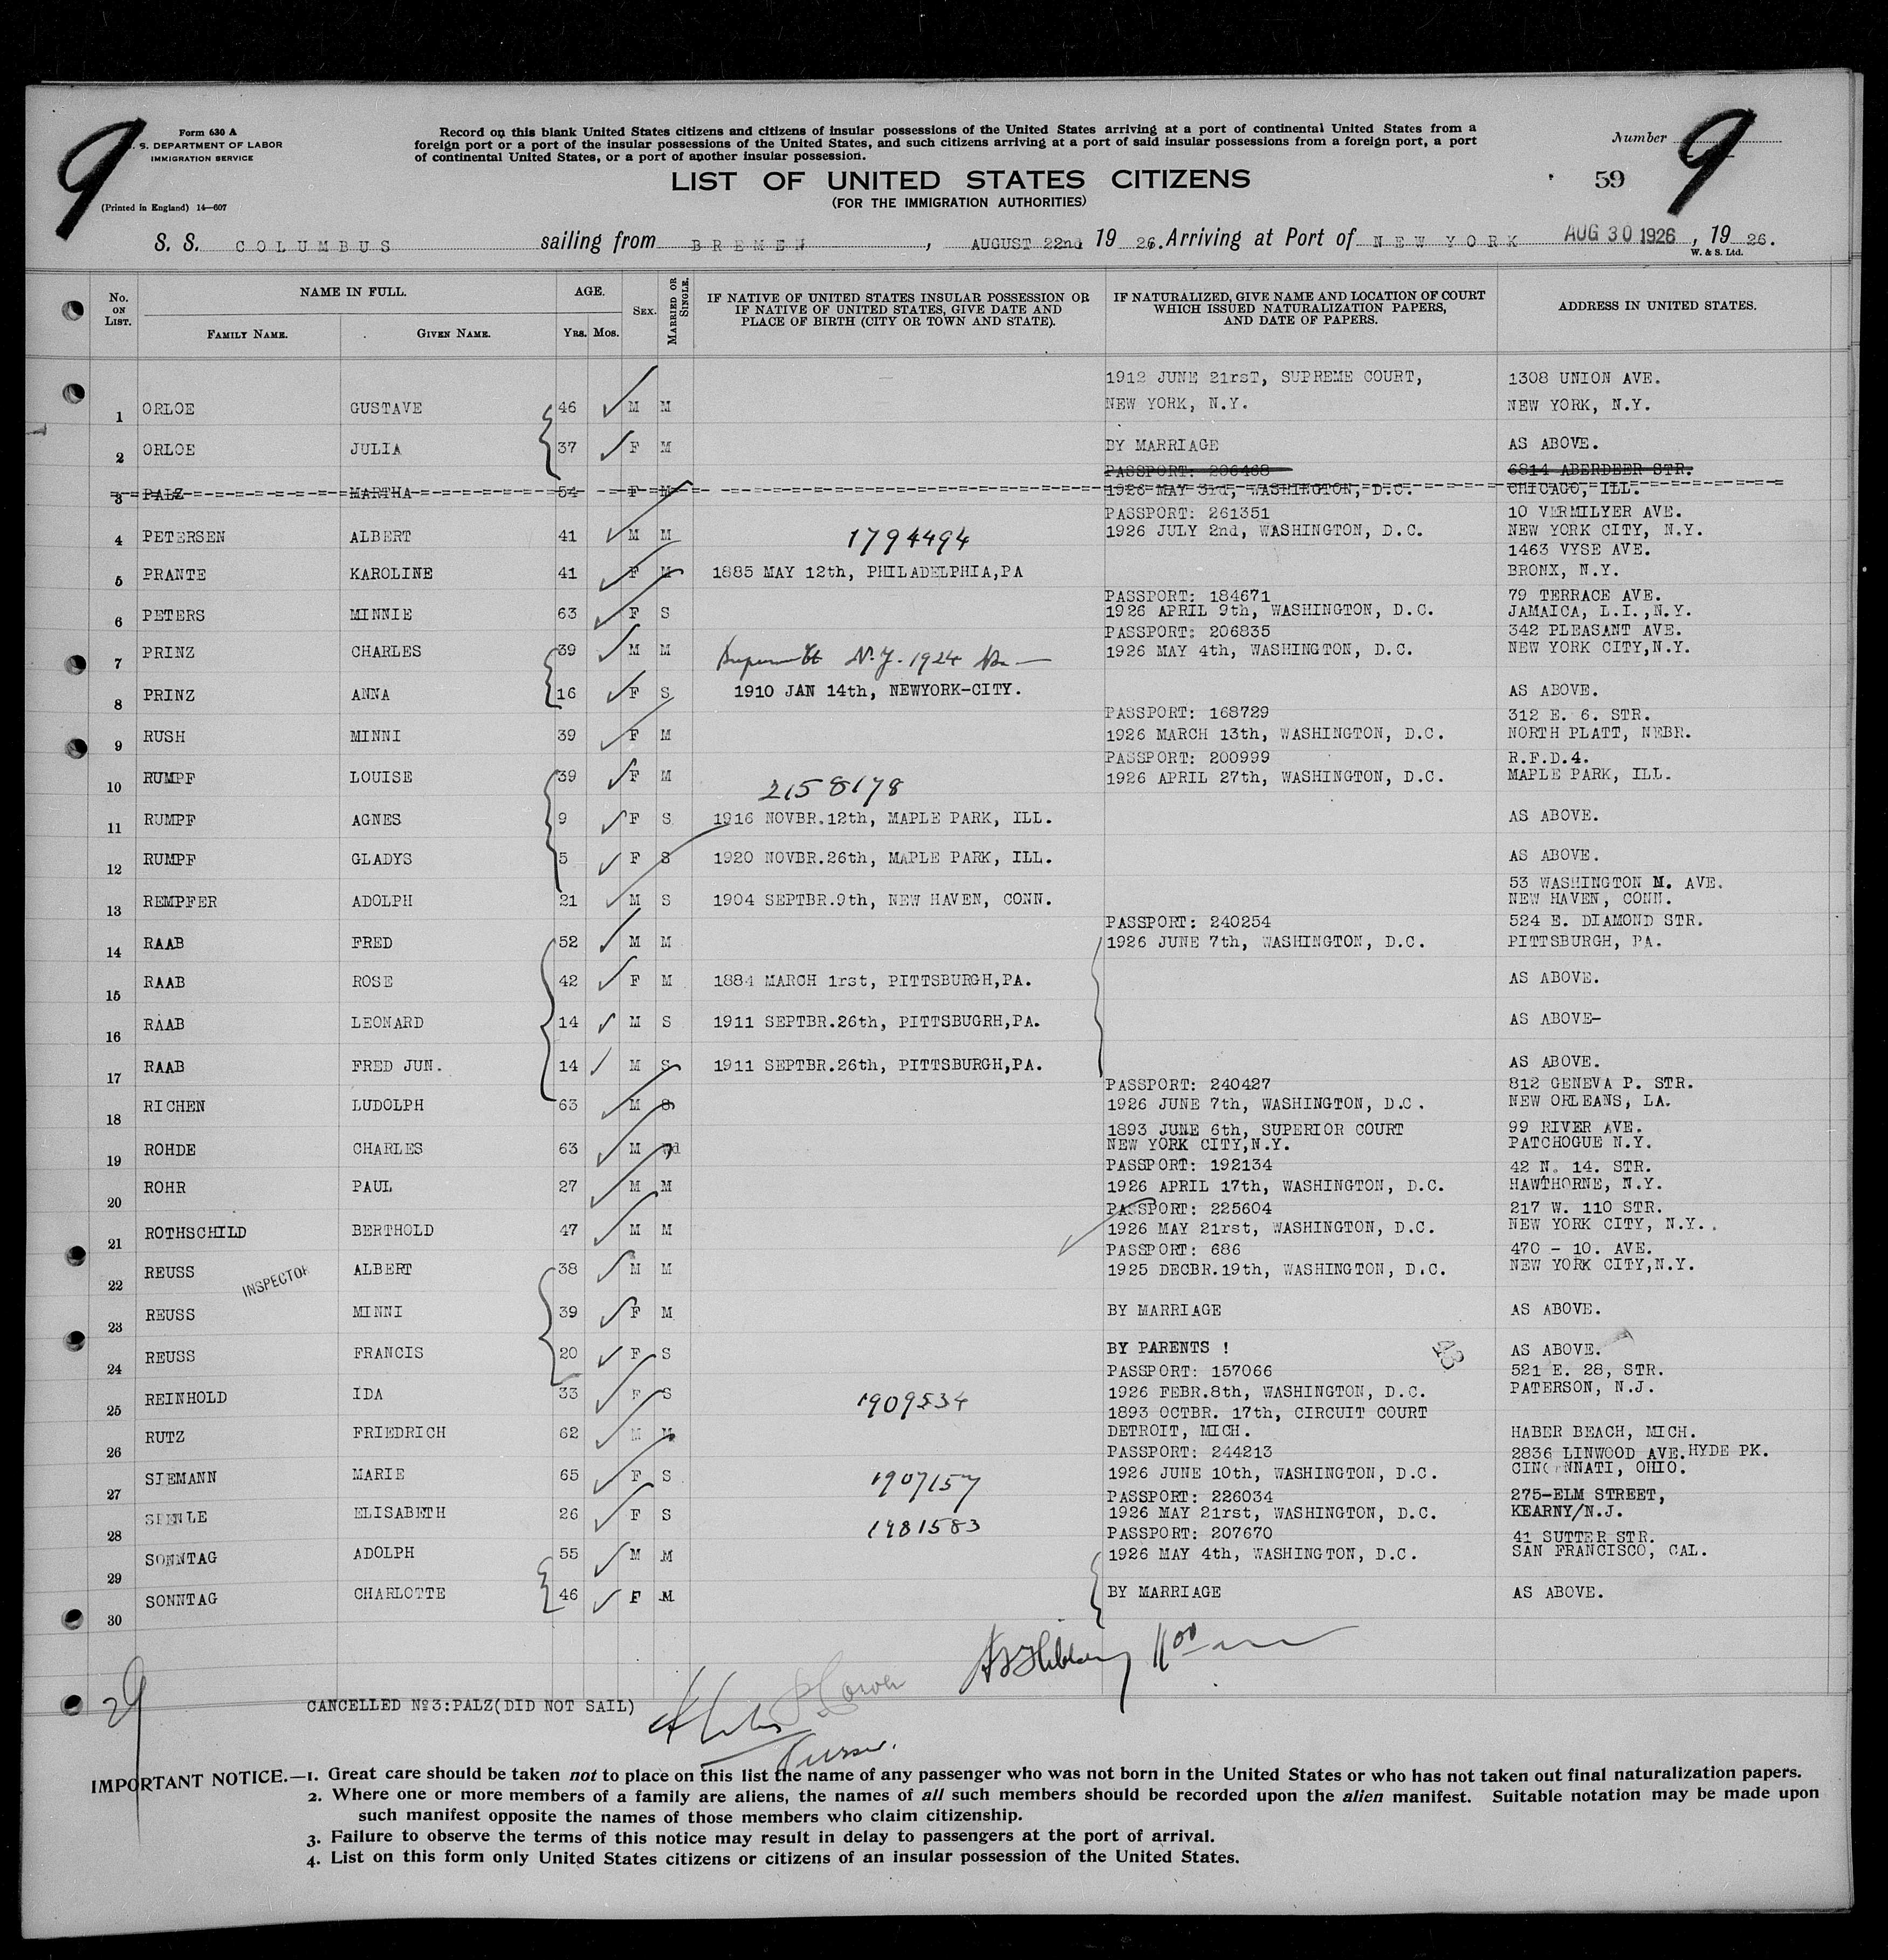 9
Form 630 A
S. DEPARTMENT OF LABOR
IMMIGRATION SERVICE
(Printed in England) 14—607
Record on this blank United States citizens and citizens of insular possessions of the United States arriving at a port of continental United States from a
foreign port or a port of the insular possessions of the United States, and such citizens arriving at a port of said insular possessions from a foreign port, a port
of continental United States, or a port of another insular possession.
Number 9
LIST OF UNITED STATES CITIZENS
59
(FOR THE IMMIGRATION AUTHORITIES)
S. S. COLUMBUS sailing from BREMEN, AUGUST 22nd 19 26. Arriving at Port of NEW YORK AUG 30 1926, 19 26.
W. & S. Ltd.
No. ON LIST. NAME IN FULL. FAMILY NAME. GIVEN NAME. AGE. YRS. MOS. SEX. MARRIED OR SINGLE. IF NATIVE OF UNITED STATES INSULAR POSSESSION OR IF NATIVE OF UNITED STATES, GIVE DATE AND PLACE OF BIRTH (CITY OR TOWN AND STATE). IF NATURALIZED, GIVE NAME AND LOCATION OF COURT WHICH ISSUED NATURALIZATION PAPERS, AND DATE OF PAPERS. ADDRESS IN UNITED STATES.
1912 JUNE 21rsT, SUPREME COURT, 1308 UNION AVE.
1 ORLOE GUSTAVE 46 M M NEW YORK, N.Y. NEW YORK, N.Y.
2 ORLOE JULIA 37 F M BY MARRIAGE AS ABOVE.
PASSPORT: 206468 6814 ABERDEER STR.
3 PALZ MARTHA 54 F M 1926 MAY 3rd, WASHINGTON, D.C. CHICAGO, ILL.
PASSPORT: 261351 10 VERMILYER AVE.
4 PETERSEN ALBERT 41 M M 1794494 1926 JULY 2nd, WASHINGTON, D.C. NEW YORK CITY, N.Y.
1463 VYSE AVE.
5 PRANTE KAROLINE 41 F M 1885 MAY 12th, PHILADELPHIA,PA BRONX, N.Y.
PASSPORT: 184671 79 TERRACE AVE.
6 PETERS MINNIE 63 F S 1926 APRIL 9th, WASHINGTON, D.C. JAMAICA, L.I.,N.Y.
PASSPORT: 206835 342 PLEASANT AVE.
7 PRINZ CHARLES 39 M M N.Y. 1924 1926 MAY 4th, WASHINGTON, D.C. NEW YORK CITY,N.Y.
8 PRINZ ANNA 16 F S 1910 JAN 14th, NEWYORK-CITY. AS ABOVE.
PASSPORT: 168729 312 E. 6. STR.
9 RUSH MINNI 39 F M 1926 MARCH 13th, WASHINGTON, D.C. NORTH PLATT, NEBR.
PASSPORT: 200999 R.F.D.4.
10 RUMPF LOUISE 39 F M 2158178 1926 APRIL 27th, WASHINGTON, D.C. MAPLE PARK, ILL.
11 RUMPF AGNES 9 F S 1916 NOVBR.12th, MAPLE PARK, ILL. AS ABOVE.
12 RUMPF GLADYS 5 F S 1920 NOVBR.26th, MAPLE PARK, ILL. AS ABOVE.
53 WASHINGTON M. AVE.
13 REMPFER ADOLPH 21 M S 1904 SEPTBR.9th, NEW HAVEN, CONN. NEW HAVEN, CONN.
PASSPORT: 240254 524 E. DIAMOND STR.
14 RAAB FRED 52 M M 1926 JUNE 7th, WASHINGTON, D.C. PITTSBURGH, PA.
15 RAAB ROSE 42 F M 1884 MARCH 1rst, PITTSBURGH,PA. AS ABOVE.
16 RAAB LEONARD 14 M S 1911 SEPTBR.26th, PITTSBUGRH,PA. AS ABOVE-
17 RAAB FRED JUN. 14 M S 1911 SEPTBR.26th, PITTSBURGH,PA. AS ABOVE.
PASSPORT: 240427 812 GENEVA P. STR.
18 RICHEN LUDOLPH 63 M S 1926 JUNE 7th, WASHINGTON, D.C. NEW ORLEANS, LA.
1893 JUNE 6th, SUPERIOR COURT 99 RIVER AVE.
19 ROHDE CHARLES 63 M Wd NEW YORK CITY,N.Y. PATCHOGUE N.Y.
PASSPORT: 192134 42 N. 14. STR.
20 ROHR PAUL 27 M M 1926 APRIL 17th, WASHINGTON, D.C. HAWTHORNE, N.Y.
PASSPORT: 225604 217 W. 110 STR.
21 ROTHSCHILD BERTHOLD 47 M M 1926 MAY 21rst, WASHINGTON, D.C. NEW YORK CITY, N.Y..
PASSPORT: 686 470 - 10. AVE.
22 REUSS ALBERT 38 M M 1925 DECBR.19th, WASHINGTON, D.C. NEW YORK CITY,N.Y.
INSPECTOR
23 REUSS MINNI 39 F M BY MARRIAGE AS ABOVE.
24 REUSS FRANCIS 20 F S BY PARENTS ! 43 AS ABOVE.
PASSPORT: 157066 521 E. 28, STR.
25 REINHOLD IDA 33 F S 1909534 1926 FEBR.8th, WASHINGTON, D.C. PATERSON, N.J.
1893 OCTBR. 17th, CIRCUIT COURT
26 RUTZ FRIEDRICH 62 M M DETROIT, MICH. HABER BEACH, MICH.
PASSPORT: 244213 2836 LINWOOD AVE.HYDE PK.
27 SIEMANN MARIE 65 F S 1907157 1926 JUNE 10th, WASHINGTON, D.C. CINCINNATI, OHIO.
PASSPORT: 226034 275-ELM STREET,
28 ELISABETH 26 F S 1981583 1926 MAY 21rst, WASHINGTON, D.C. KEARNY/N.J.
PASSPORT: 207670 41 SUTTER STR.
29 SONNTAG ADOLPH 55 M M 1926 MAY 4th, WASHINGTON, D.C. SAN FRANCISCO, CAL.
30 SONNTAG CHARLOTTE 46 F M BY MARRIAGE AS ABOVE.
29
CANCELLED No3:PALZ(DID NOT SAIL)
IMPORTANT NOTICE.—1. Great care should be taken not to place on this list the name of any passenger who was not born in the United States or who has not taken out final naturalization papers.
2. Where one or more members of a family are aliens, the names of all such members should be recorded upon the alien manifest. Suitable notation may be made upon
such manifest opposite the names of those members who claim citizenship.
3. Failure to observe the terms of this notice may result in delay to passengers at the port of arrival.
4. List on this form only United States citizens or citizens of an insular possession of the United States.